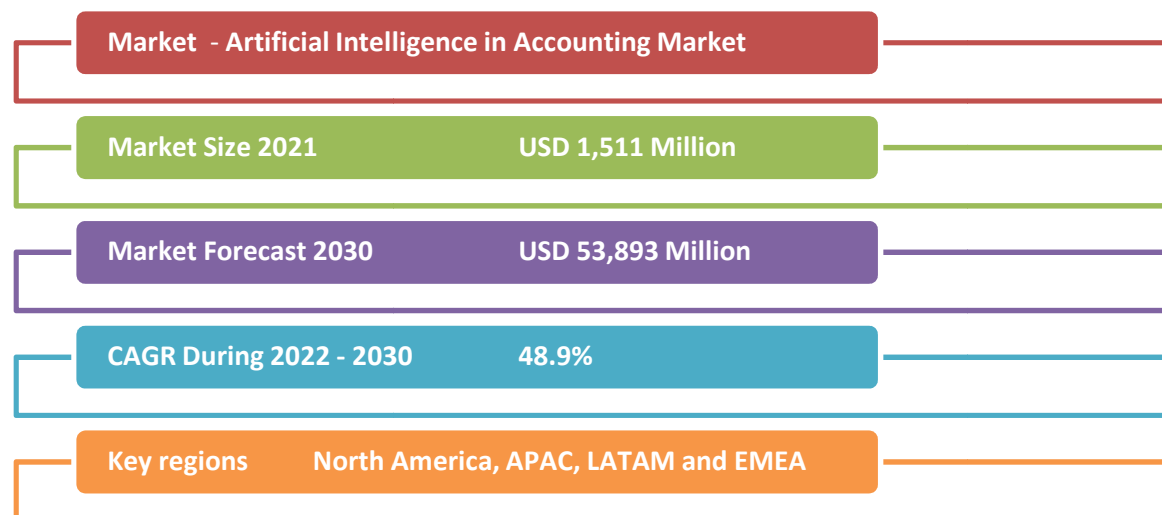 Market - Artificial Intelligence in Accounting Market
Market Size 2021 USD 1,511 Million
Market Forecast 2030 USD 53,893 Million
CAGR During 2022 - 2030 48.9%
Key regions North America, APAC, LATAM and EMEA